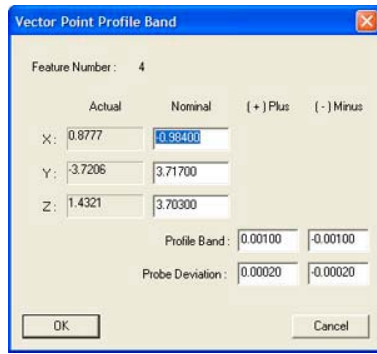 Vector Point Profile Band
Feature Number : 4
Actual Nominal (+) Plus (-) Minus
X: 0.8777 -0.98400
Y: -3.7206 3.71700
Z: 1.4321 3.70300
Profile Band : 0.00100 -0.00100
Probe Deviation : 0.00020 -0.00020
OK Cancel